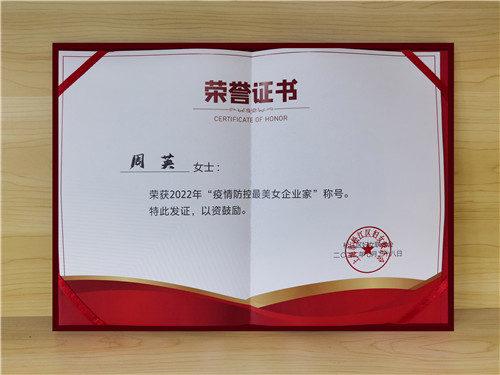 荣誉证书
CERTIFICATE OF HONOR
周英 女士：
荣获2022年“疫情防控最美女企业家”称号。
特此发证，以资鼓励。